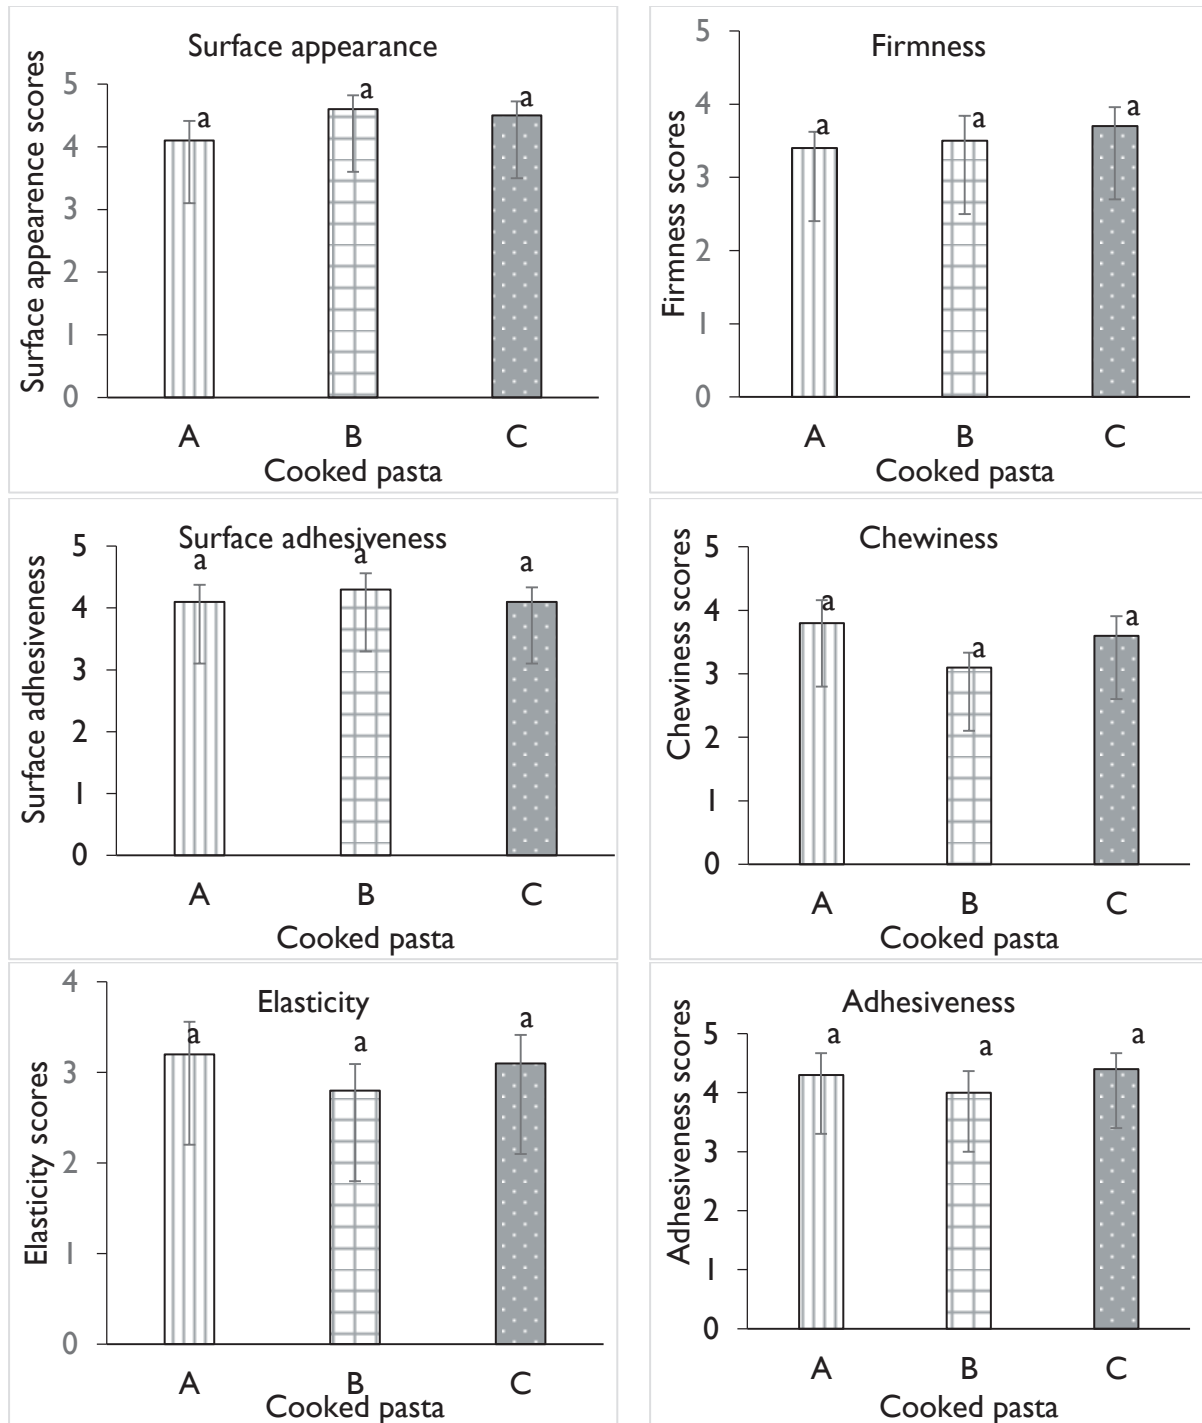 Surface appearance
Surface appearence scores
5
4
3
2
1
0
a
a
a
A
B
C
Cooked pasta
Firmness
Firmness scores
5
4
3
2
1
0
a
a
a
A
B
C
Cooked pasta
Surface adhesiveness
Surface adhesiveness
5
4
3
2
1
0
a
a
a
A
B
C
Cooked pasta
Chewiness
Chewiness scores
5
4
3
2
1
0
a
a
a
A
B
C
Cooked pasta
Elasticity
Elasticity scores
4
3
2
1
0
a
a
a
A
B
C
Cooked pasta
Adhesiveness
Adhesiveness scores
5
4
3
2
1
0
a
a
a
A
B
C
Cooked pasta